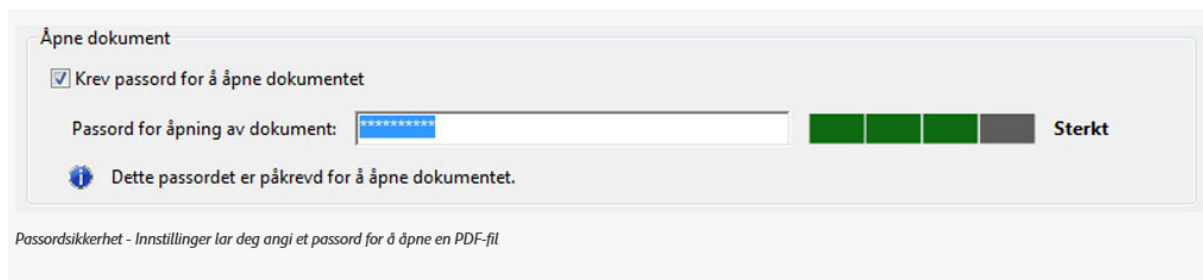 Åpne dokument
Krev passord for å åpne dokumentet
Passord for åpning av dokument: ********** Sterkt
Dette passordet er påkrevd for å åpne dokumentet.
Passordsikkerhet - Innstillinger lar deg angi et passord for å åpne en PDF-fil